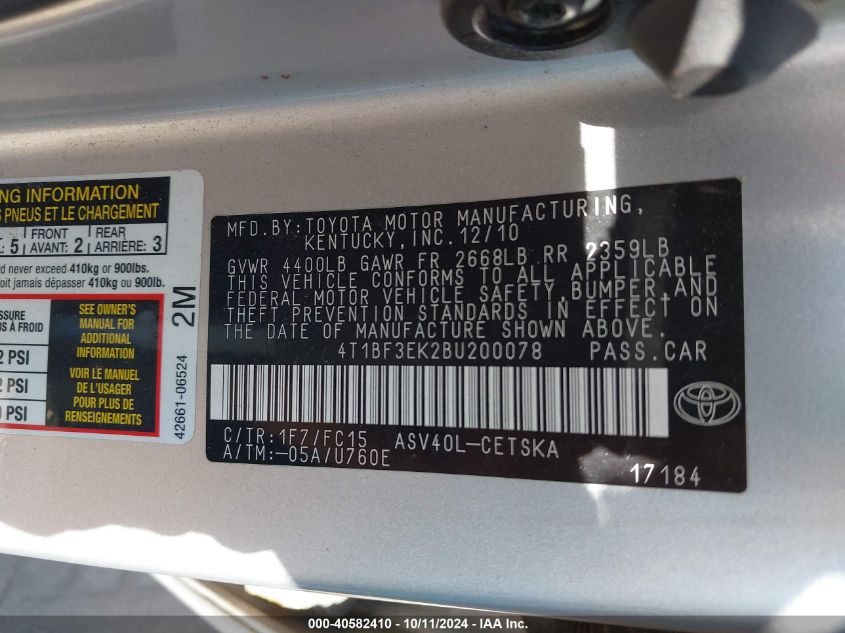 NG INFORMATION
PNEUS ET LE CHARGEMENT
5 FRONT AVANT: 2 REAR ARRIÈRE: 3
never exceed 410kg or 900lbs.
jamais dépasser 410kg ou 900lb.
À FROID
PSI
PSI
PSI
SEE OWNER'S
MANUAL FOR
ADDITIONAL
INFORMATION
VOIR LE MANUEL
DE L'USAGER
POUR PLUS DE
RENSEIGNEMENTS
2M
42661-06524
MFD.BY:TOYOTA MOTOR MANUFACTURING,
KENTUCKY, INC.12/10
GVWR 4400LB GAWR FR 2668LB RR 2359LB
THIS VEHICLE CONFORMS TO ALL APPLICABLE
FEDERAL MOTOR VEHICLE SAFETY,BUMPER,AND
THEFT PREVENTION STANDARDS IN EFFECT ON
THE DATE OF MANUFACTURE SHOWN ABOVE.
4T1BF3EK2BU200078 PASS.CAR
C/TR:1F7/FC15 ASV40L-CETSKA
A/TM:-05A/U760E
17184
TOYOTA
000-40582410 - 10/11/2024 - IAA Inc.